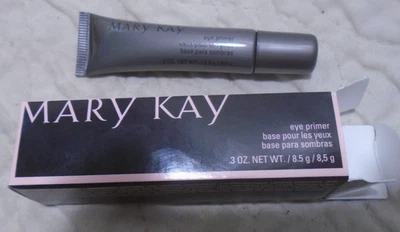 MARY KAY
eye primer
base pour les yeux
base para sombras
MARY KAY
eye primer
base pour les yeux
base para sombras
.3 OZ. NET WT. / 8.5 g / 8,5 g